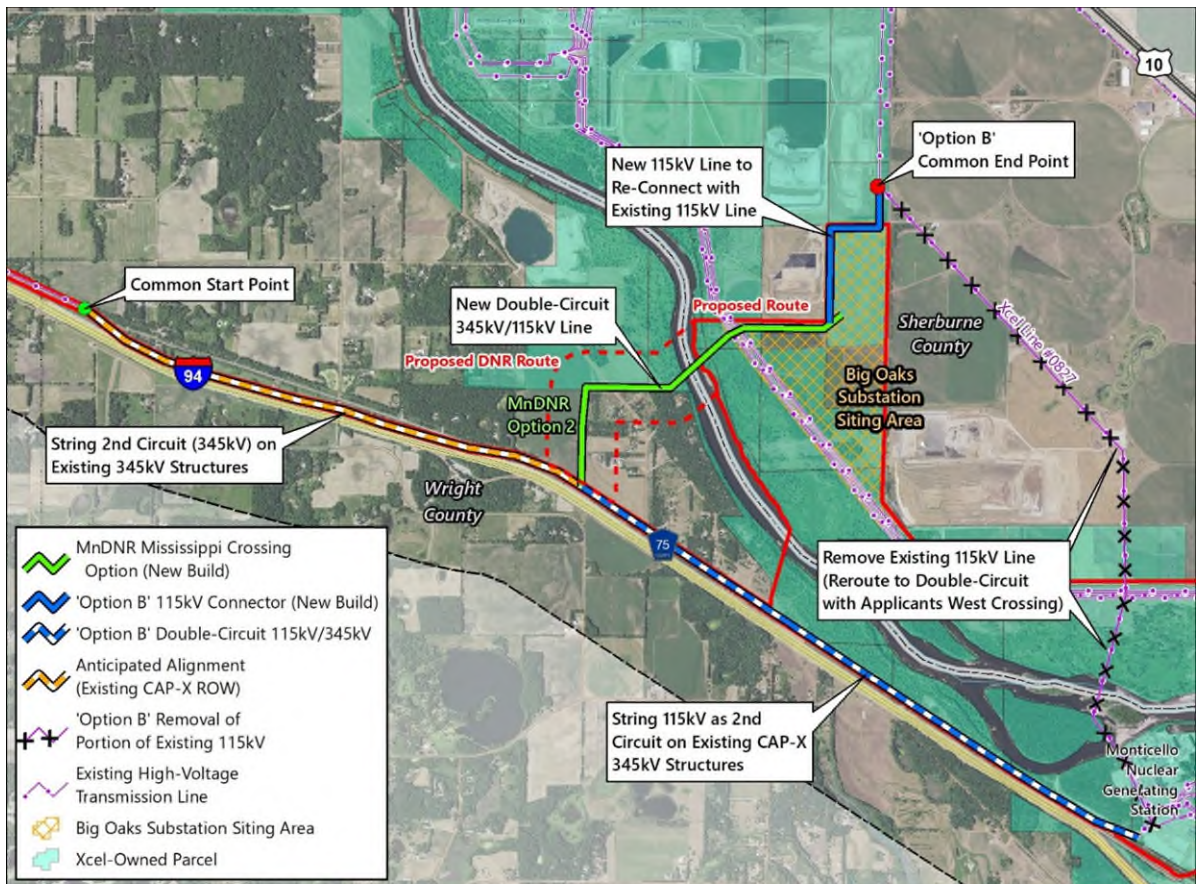 10
'Option B'
Common End Point
New 115kV Line to
Re-Connect with
Existing 115kV Line
Common Start Point
New Double-Circuit
345kV/115kV Line
Proposed Route
Sherburne
County
Xcel Line #0827
Proposed DNR Route
94
MnDNR
Option 2
Big Oaks
Substation
Siting Area
String 2nd Circuit (345kV) on
Existing 345kV Structures
Wright
County
75
Remove Existing 115kV Line
(Reroute to Double-Circuit
with Applicants West Crossing)
String 115kV as 2nd
Circuit on Existing CAP-X
345kV Structures
Monticello
Nuclear
Generating
Station
MnDNR Mississippi Crossing
Option (New Build)
'Option B' 115kV Connector (New Build)
'Option B' Double-Circuit 115kV/345kV
Anticipated Alignment
(Existing CAP-X ROW)
'Option B' Removal of
Portion of Existing 115kV
Existing High-Voltage
Transmission Line
Big Oaks Substation Siting Area
Xcel-Owned Parcel